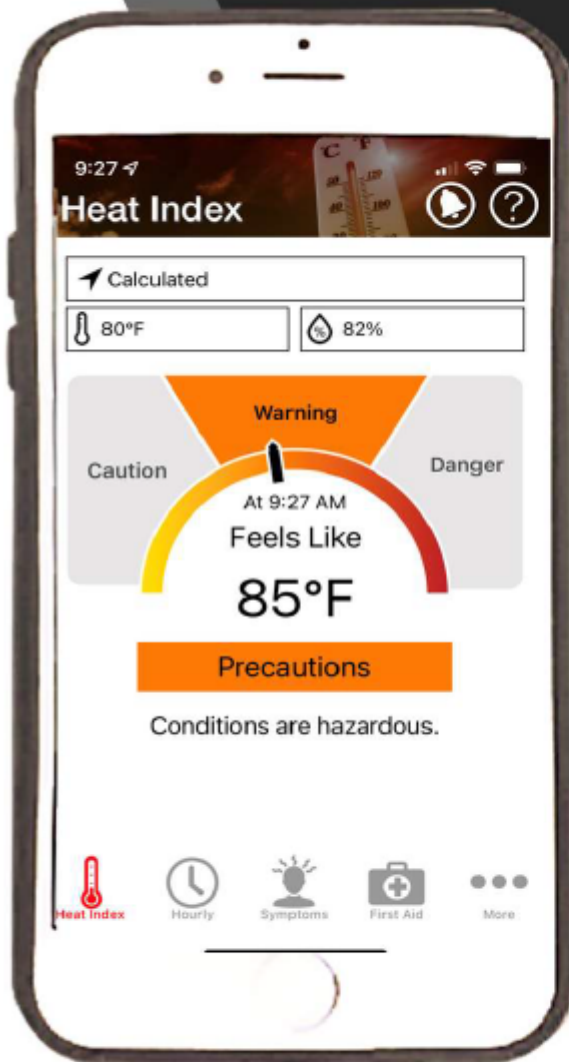 9:27
Heat Index
C F
?
Calculated
80°F
% 82%
Warning
Caution
Danger
At 9:27 AM
Feels Like
85°F
Precautions
Conditions are hazardous.
Heat Index Hourly Symptoms First Aid More